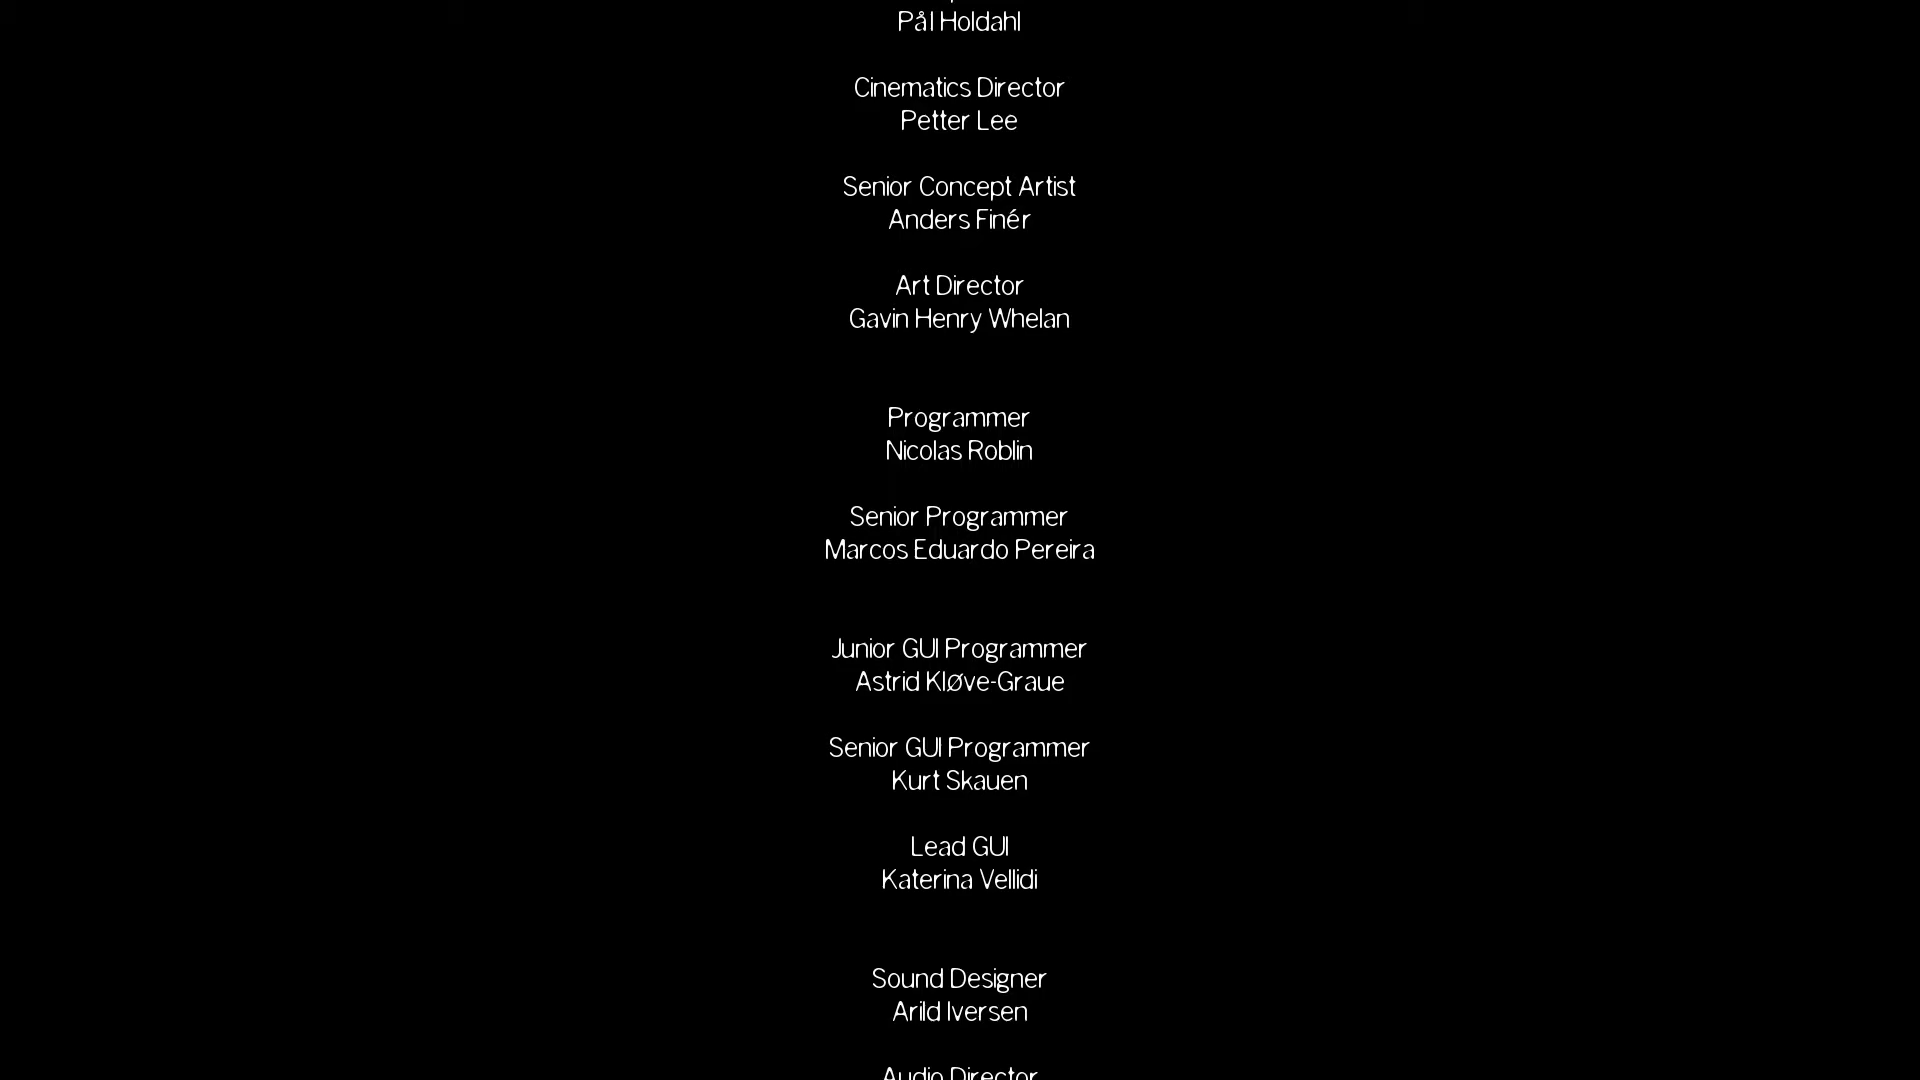 Pål Holdahl
Cinematics Director
Petter Lee
Senior Concept Artist
Anders Finér
Art Director
Gavin Henry Whelan
Programmer
Nicolas Roblin
Senior Programmer
Marcos Eduardo Pereira
Junior GUI Programmer
Astrid Kløve-Graue
Senior GUI Programmer
Kurt Skauen
Lead GUI
Katerina Vellidi
Sound Designer
Arild Iversen
Audio Director